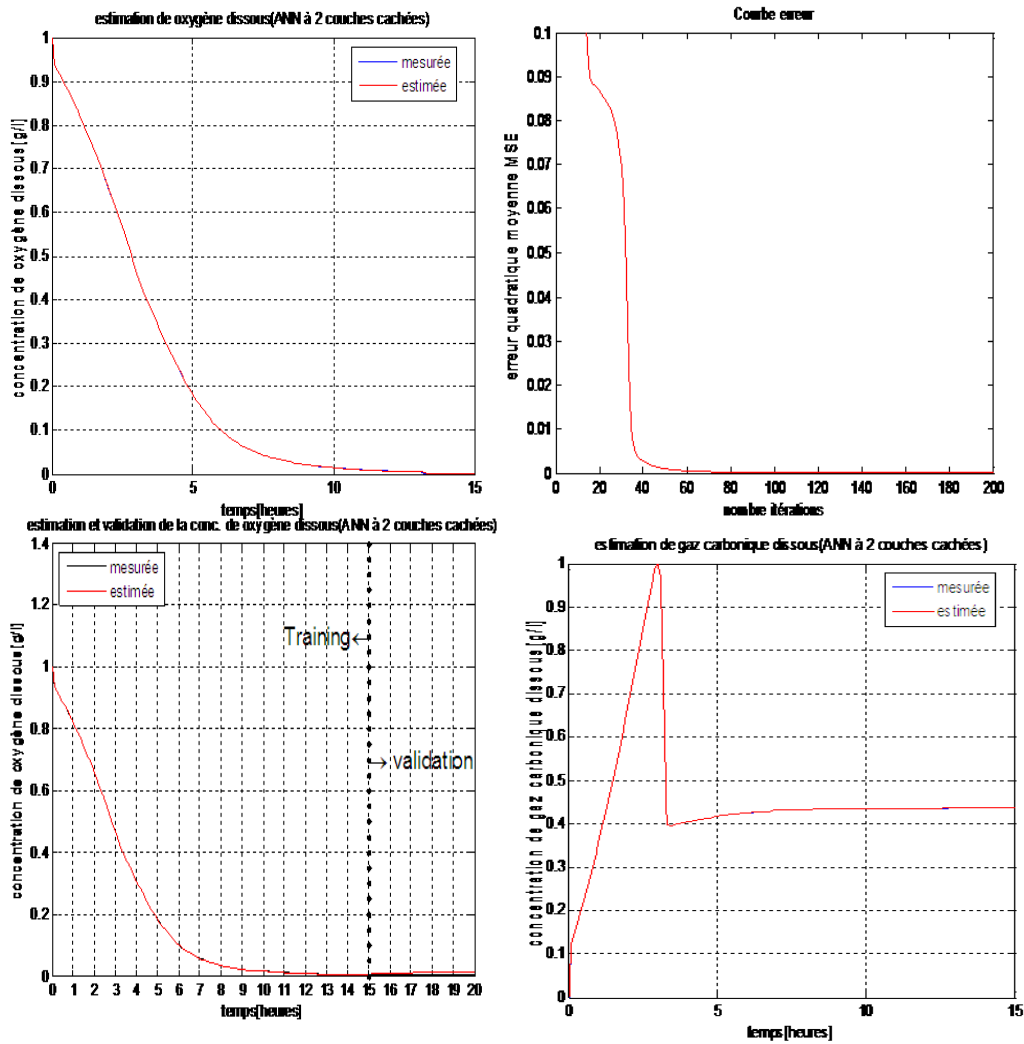 estimation de oxygène dissous(ANN à 2 couches cachées)
concentration de oxygène dissous[g/l]
1
0.9
0.8
0.7
0.6
0.5
0.4
0.3
0.2
0.1
0
mesurée
estimée
0 5 10 15
temps[heures]
Courbe erreur
erreur quadratique moyenne MSE
0.1
0.09
0.08
0.07
0.06
0.05
0.04
0.03
0.02
0.01
0
0 20 40 60 80 100 120 140 160 180 200
nombre itérations
estimation et validation de la conc. de oxygène dissous(ANN à 2 couches cachées)
concentration de oxygène dissous[g/l]
1.4
1.2
1
0.8
0.6
0.4
0.2
0
mesurée
estimée
Training←
→ validation
0 1 2 3 4 5 6 7 8 9 10 11 12 13 14 15 16 17 18 19 20
temps[heures]
estimation de gaz carbonique dissous(ANN à 2 couches cachées)
concentration de gaz carbonique dissous[g/l]
1
0.9
0.8
0.7
0.6
0.5
0.4
0.3
0.2
0.1
0
mesurée
estimée
0 5 10 15
temps[heures]